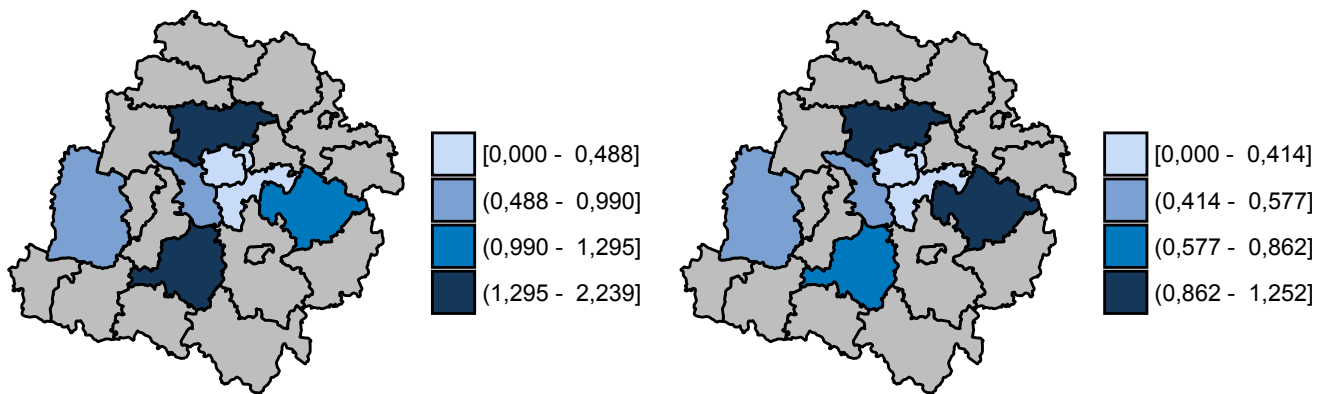 [0,000 - 0,488]
(0,488 - 0,990]
(0,990 - 1,295]
(1,295 - 2,239]
[0,000 - 0,414]
(0,414 - 0,577]
(0,577 - 0,862]
(0,862 - 1,252]